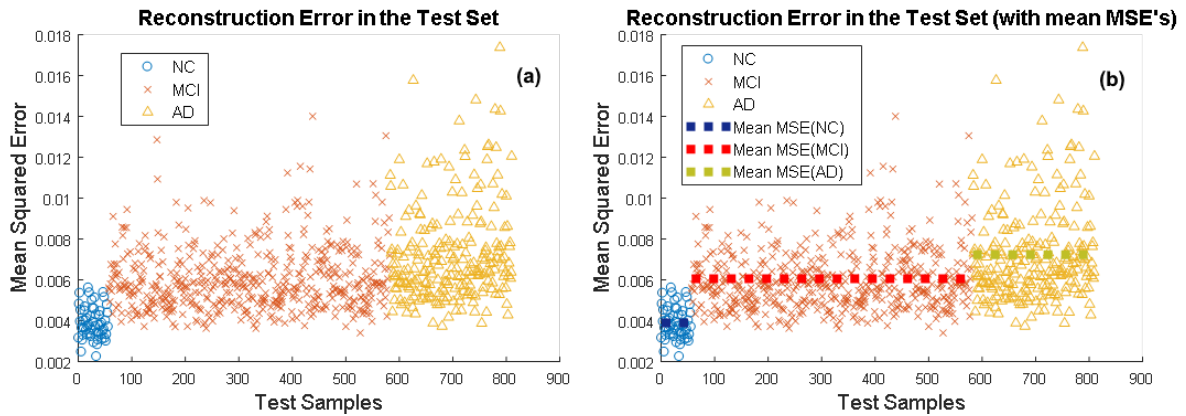 Reconstruction Error in the Test Set
Mean Squared Error
0.018
0.016
0.014
0.012
0.01
0.008
0.006
0.004
0.002
NC
MCI
AD
(a)
0 100 200 300 400 500 600 700 800 900
Test Samples
Reconstruction Error in the Test Set (with mean MSE's)
Mean Squared Error
0.018
0.016
0.014
0.012
0.01
0.008
0.006
0.004
0.002
NC
MCI
AD
Mean MSE(NC)
Mean MSE(MCI)
Mean MSE(AD)
(b)
0 100 200 300 400 500 600 700 800 900
Test Samples